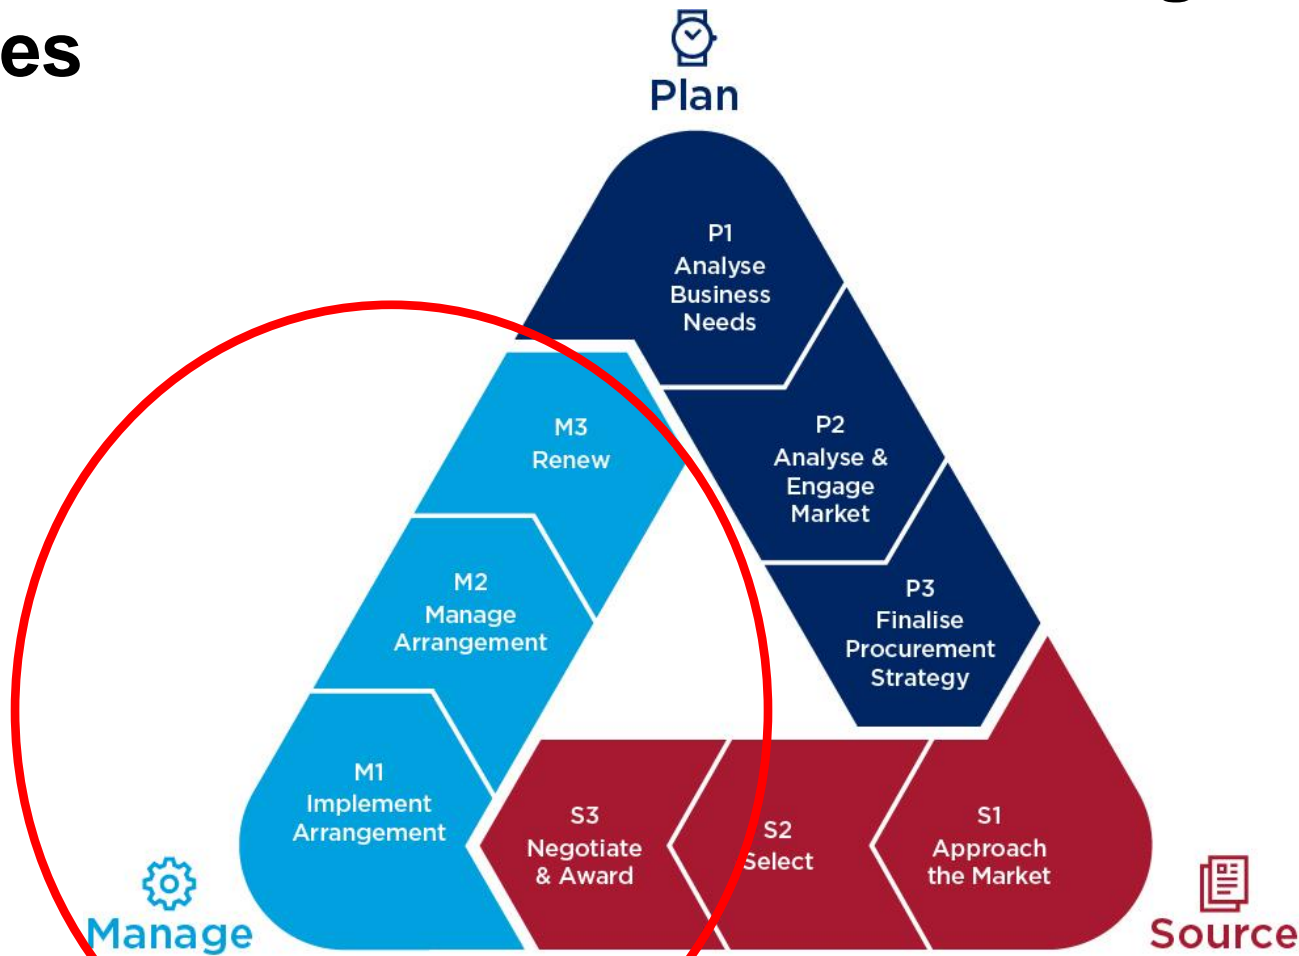 es
Plan
P1
Analyse
Business
Needs
P2
Analyse &
Engage
Market
P3
Finalise
Procurement
Strategy
M3
Renew
M2
Manage
Arrangement
M1
Implement
Arrangement
S3
Negotiate
& Award
S2
Select
S1
Approach
the Market
Manage
Source